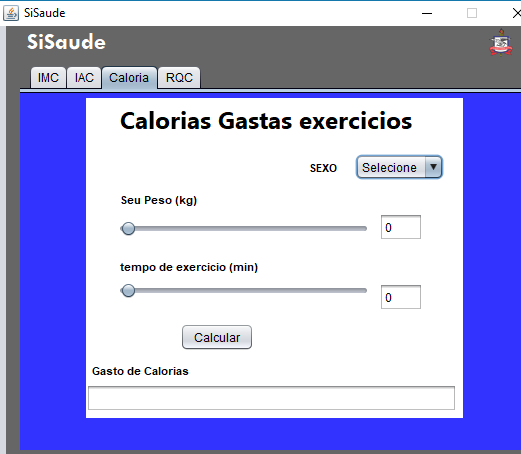 SiSaude
SiSaude
IMC IAC Caloria RQC
Calorias Gastas exercicios
SEXO Selecione
Seu Peso (kg)
0
tempo de exercicio (min)
0
Calcular
Gasto de Calorias